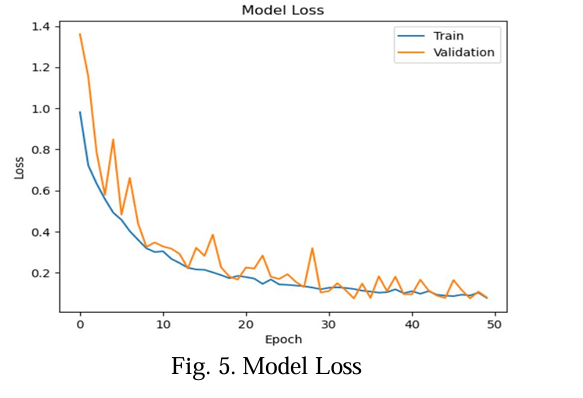 Model Loss
1.4
1.2
1.0
0.8
0.6
0.4
0.2
Loss
Train
Validation
0 10 20 30 40 50
Epoch
Fig. 5. Model Loss